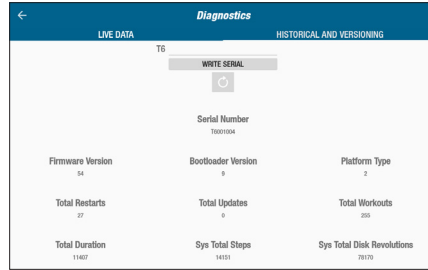 Diagnostics
LIVE DATA
HISTORICAL AND VERSIONING
T6
WRITE SERIAL
Serial Number
T6001004
Firmware Version
Bootloader Version
Platform Type
54
9
2
Total Restarts
Total Updates
Total Workouts
27
0
255
Total Duration
Sys Total Steps
Sys Total Disk Revolutions
11407
14151
78170